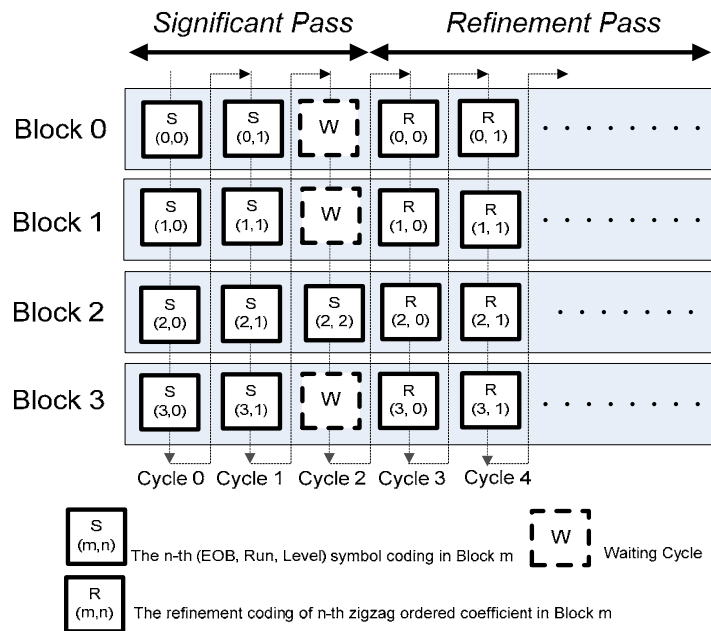 Significant Pass Refinement Pass
Block 0 S (0,0) S (0,1) W R (0, 0) R (0, 1) . . . . . . . .
Block 1 S (1,0) S (1,1) W R (1, 0) R (1, 1) . . . . . . . .
Block 2 S (2,0) S (2,1) S (2, 2) R (2, 0) R (2, 1) . . . . . . . .
Block 3 S (3,0) S (3,1) W R (3, 0) R (3, 1) . . . . . . . .
Cycle 0 Cycle 1 Cycle 2 Cycle 3 Cycle 4
S (m,n) The n-th (EOB, Run, Level) symbol coding in Block m W Waiting Cycle
R (m,n) The refinement coding of n-th zigzag ordered coefficient in Block m